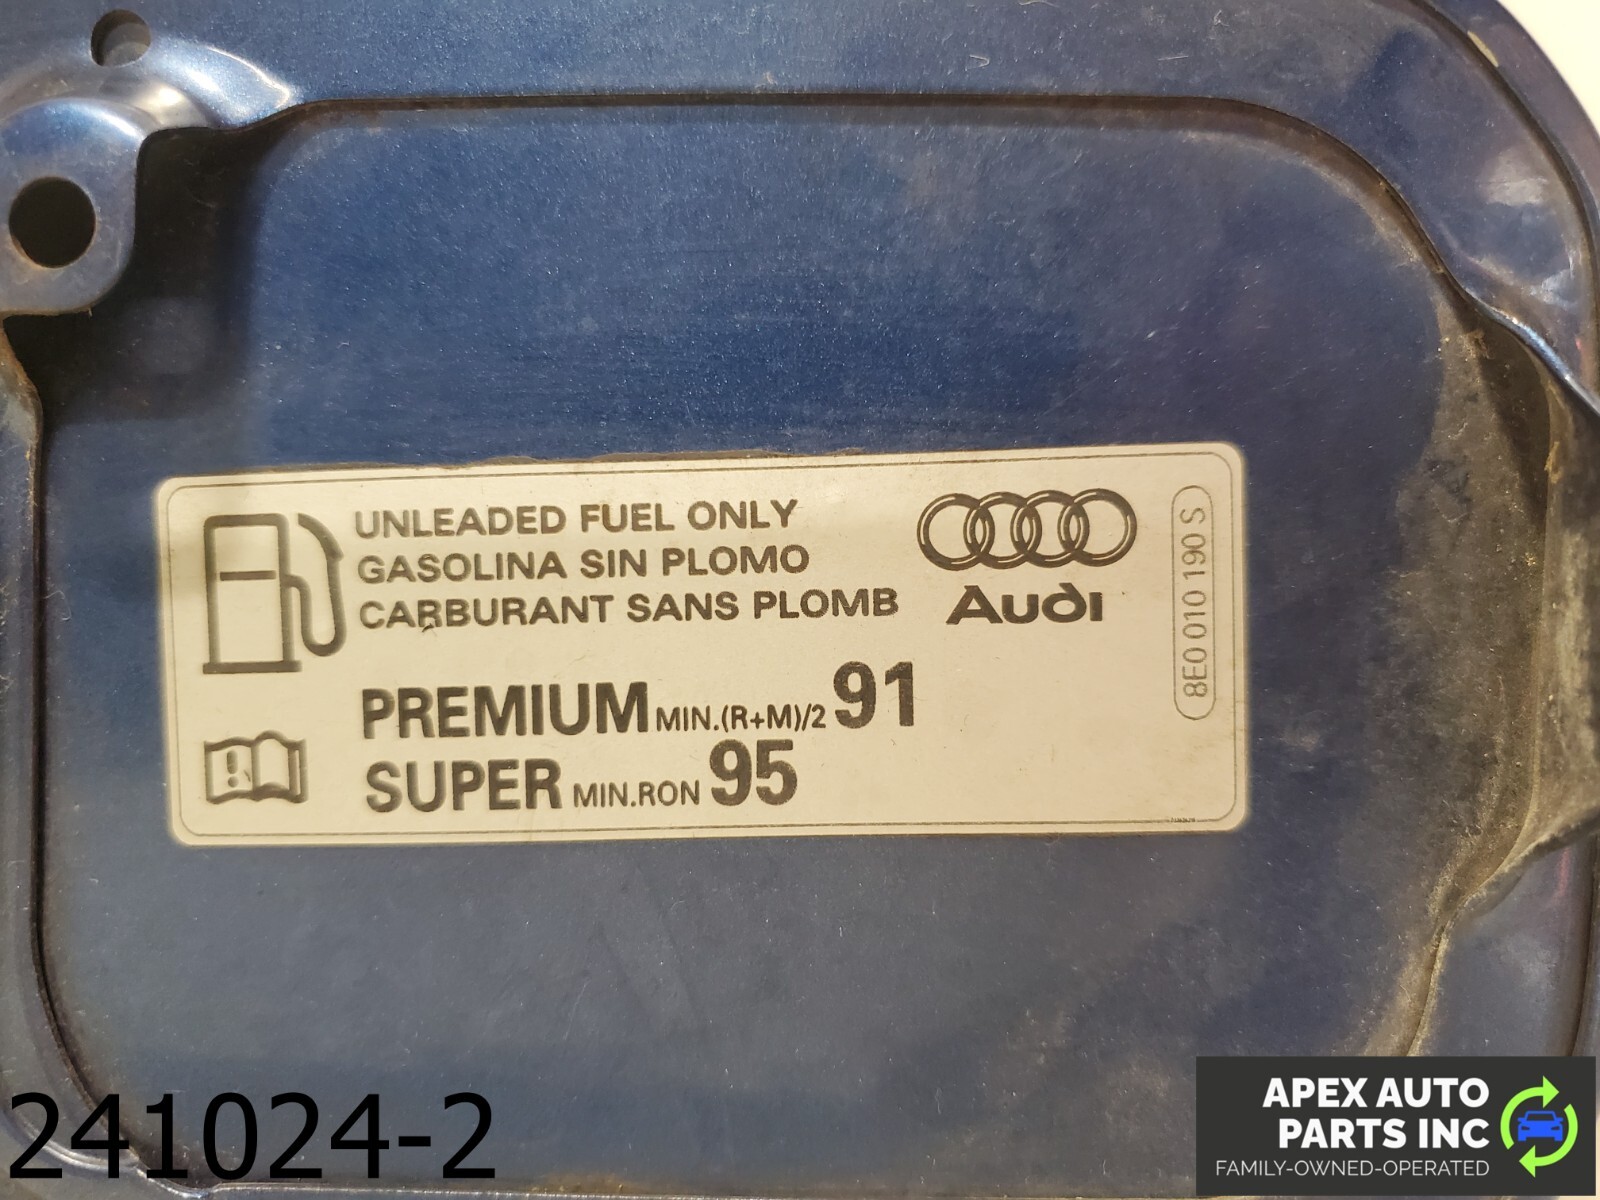 UNLEADED FUEL ONLY
GASOLINA SIN PLOMO
CARBURANT SANS PLOMB
PREMIUM MIN.(R+M)/2 91
SUPER MIN.RON 95
Audi
8E0 010 190 S
241024-2
APEX AUTO
PARTS INC
FAMILY-OWNED-OPERATED